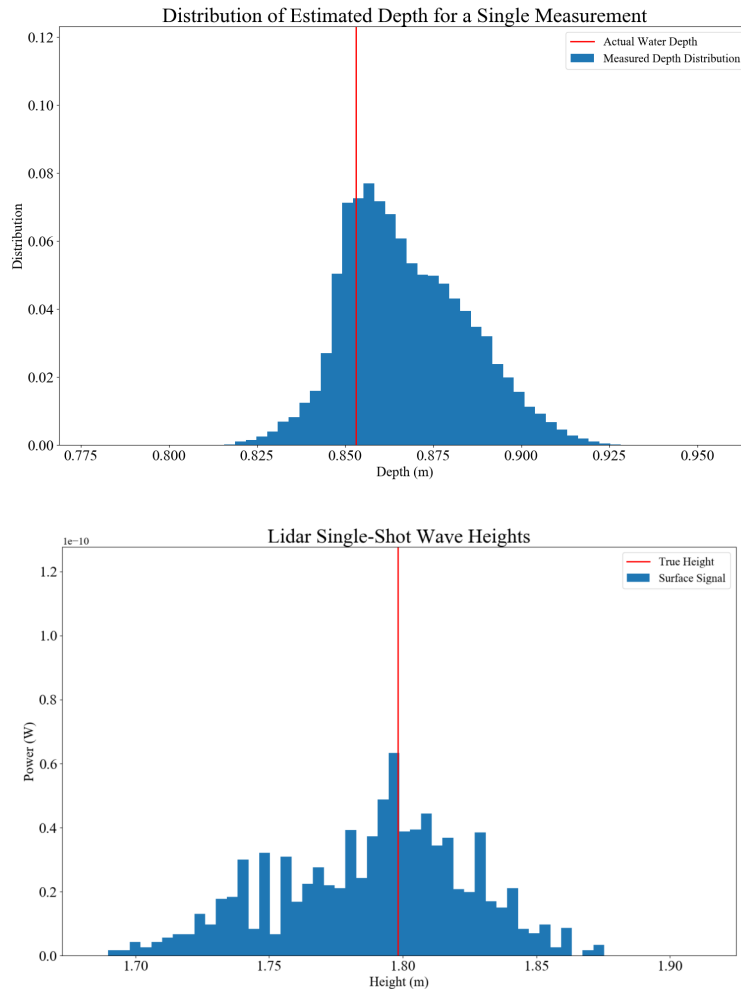 Distribution of Estimated Depth for a Single Measurement
Actual Water Depth
Measured Depth Distribution
0.12
0.10
0.08
0.06
0.04
0.02
0.00
Distribution
0.775 0.800 0.825 0.850 0.875 0.900 0.925 0.950
Depth (m)
Lidar Single-Shot Wave Heights
1e−10
True Height
Surface Signal
1.2
1.0
0.8
0.6
0.4
0.2
0.0
Power (W)
1.70 1.75 1.80 1.85 1.90
Height (m)